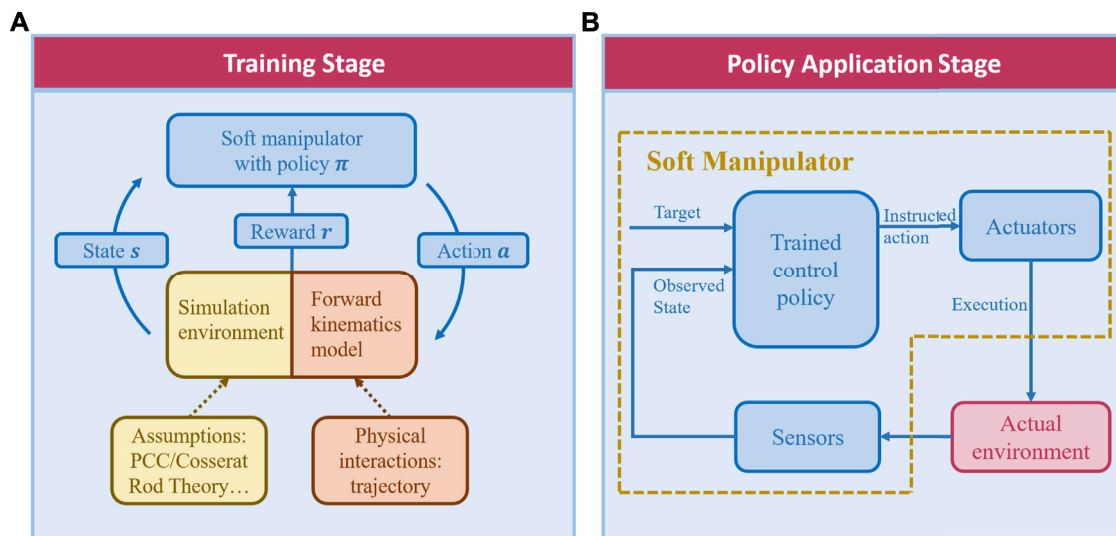 A
Training Stage
Soft manipulator
with policy π
State s
Reward r
Action a
Simulation
environment
Forward
kinematics
model
Assumptions:
PCC/Cosserat
Rod Theory…
Physical
interactions:
trajectory
B
Policy Application Stage
Soft Manipulator
Target
Observed
State
Trained
control
policy
Instructed
action
Actuators
Execution
Sensors
Actual
environment